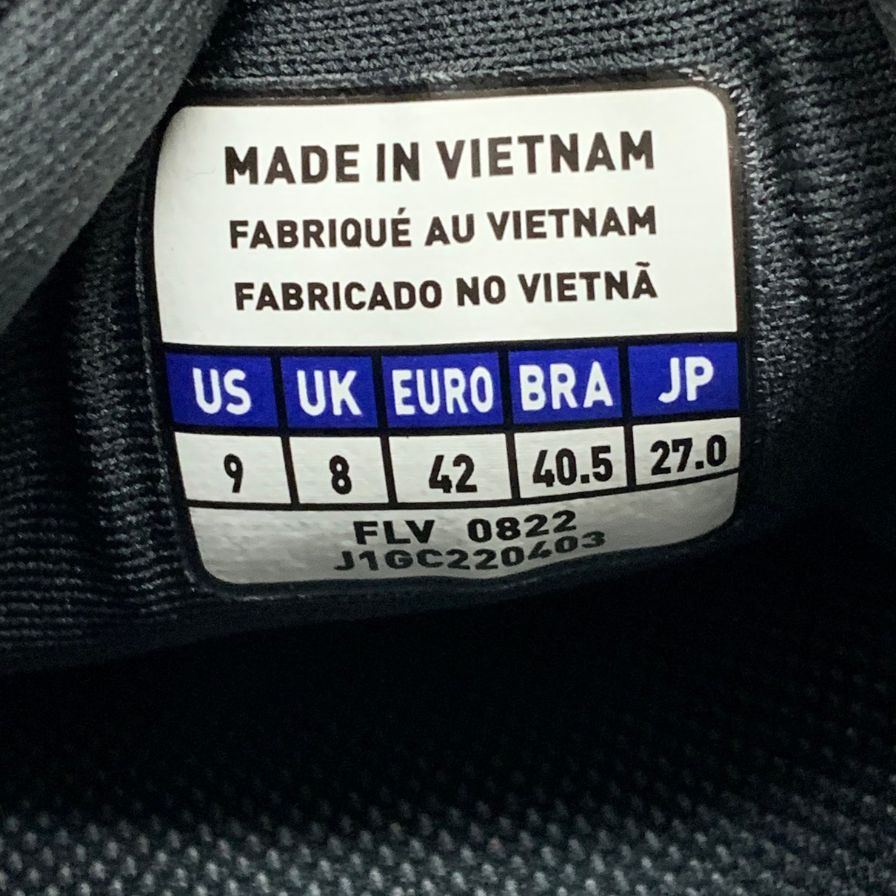 MADE IN VIETNAM
FABRIQUÉ AU VIETNAM
FABRICADO NO VIETNÃ
US UK EURO BRA JP
9 8 42 40.5 27.0
FLV 0822
J1GC220403